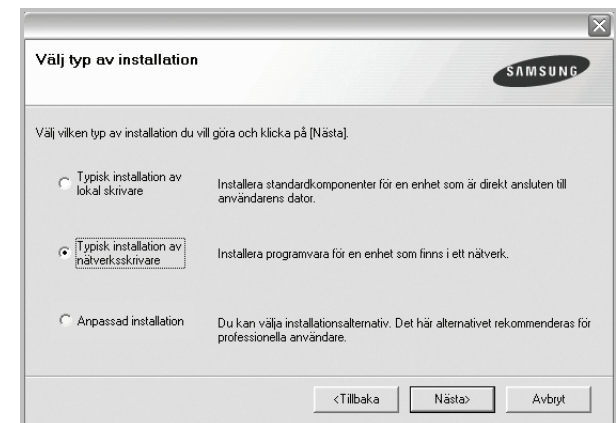 Välj typ av installation
SAMSUNG
Välj vilken typ av installation du vill göra och klicka på [Nästa].
Typisk installation av
lokal skrivare
Installera standardkomponenter för en enhet som är direkt ansluten till
användarens dator.
Typisk installation av
nätverksskrivare
Installera programvara för en enhet som finns i ett nätverk.
Anpassad installation
Du kan välja installationsalternativ. Det här alternativet rekommenderas för
professionella användare.
<Tillbaka
Nästa>
Avbryt